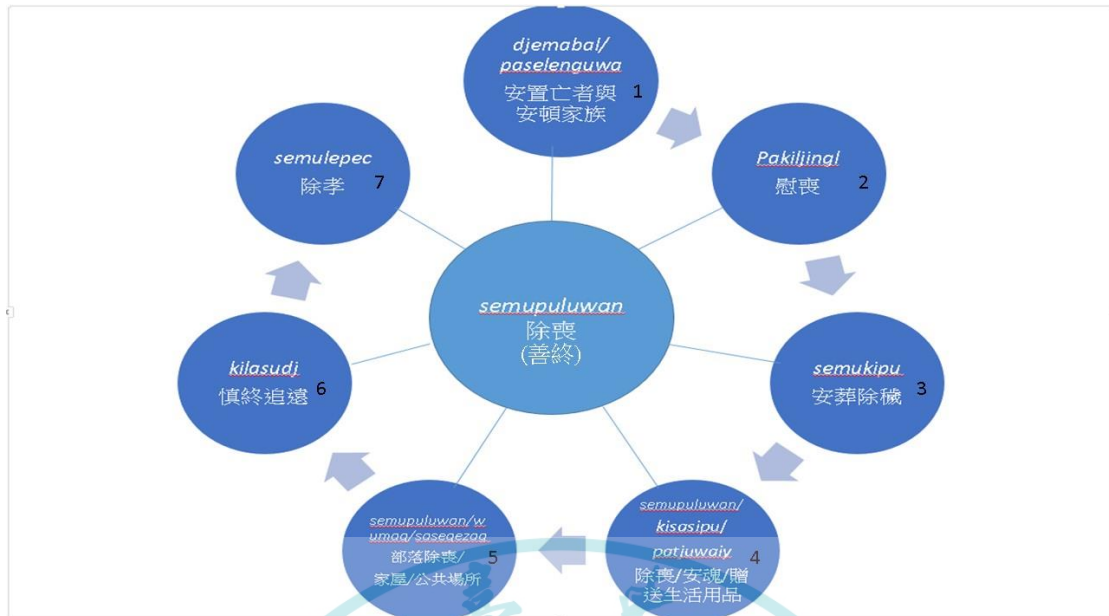 djemabal/
paselenguwa
安置亡者與
安頓家族
1
Pakiljingl
慰喪
2
semukipu
安葬除穢
3
semupuluwan/
kisasipu/
patjuwaiy
除喪/安魂/贈
送生活用品
4
semupuluwan/w
umaq/saseqezaq
部落除喪/
家屋/公共場所
5
kilasudj
慎終追遠
6
semulepec
除孝
7
semupuluwan
除喪
(善終)